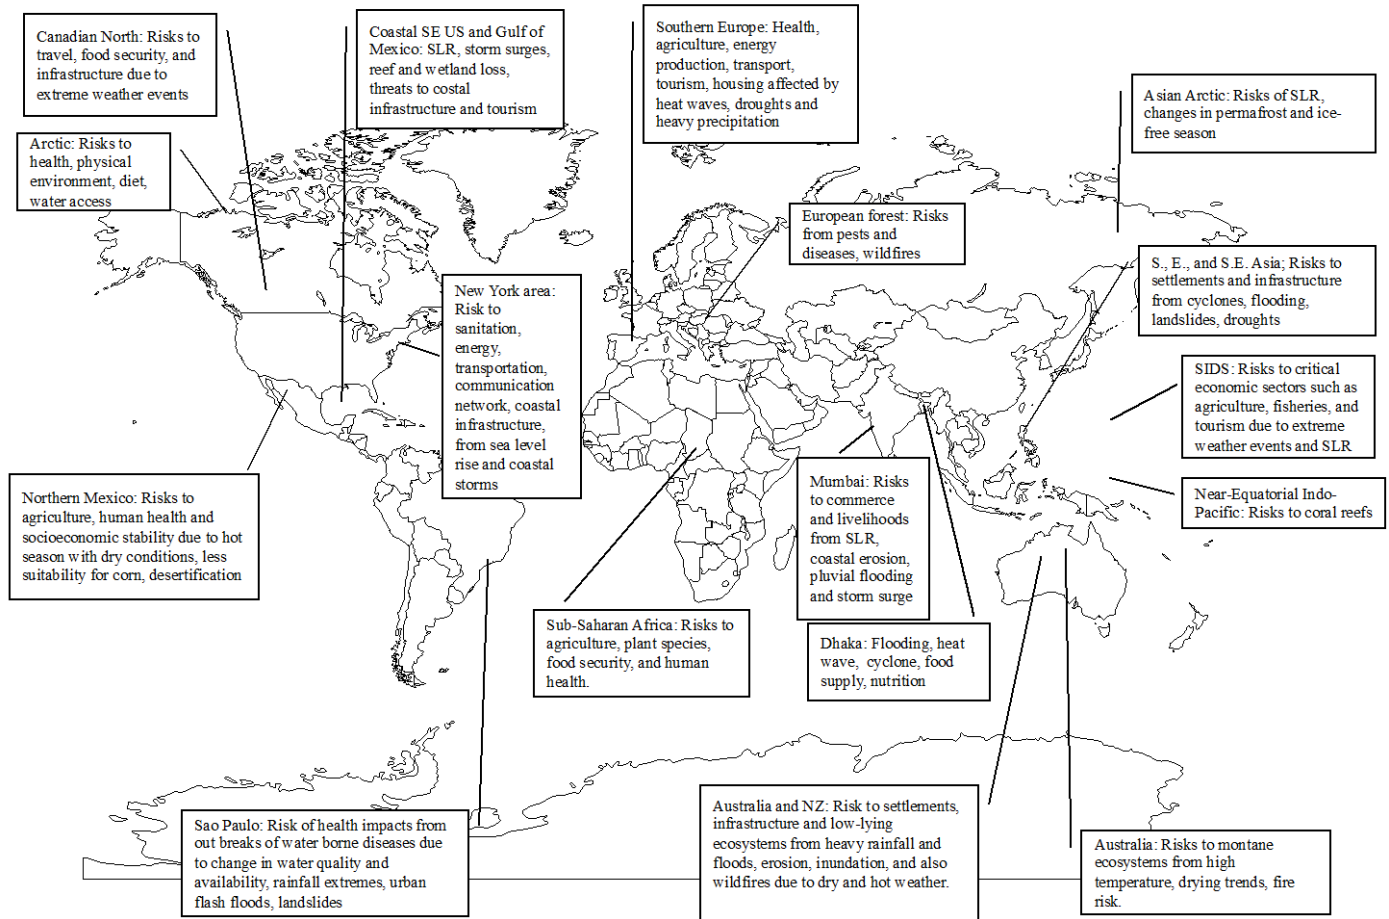 Canadian North: Risks to
travel, food security, and
infrastructure due to
extreme weather events
Coastal SE US and Gulf of
Mexico: SLR, storm surges,
reef and wetland loss,
threats to costal
infrastructure and tourism
Southern Europe: Health,
agriculture, energy
production, transport,
tourism, housing affected by
heat waves, droughts and
heavy precipitation
Asian Arctic: Risks of SLR,
changes in permafrost and ice-
free season
Arctic: Risks to
health, physical
environment, diet,
water access
European forest: Risks
from pests and
diseases, wildfires
S., E., and S.E. Asia; Risks to
settlements and infrastructure
from cyclones, flooding,
landslides, droughts
New York area:
Risk to
sanitation,
energy,
transportation,
communication
network, coastal
infrastructure,
from sea level
rise and coastal
storms
SIDS: Risks to critical
economic sectors such as
agriculture, fisheries, and
tourism due to extreme
weather events and SLR
Northern Mexico: Risks to
agriculture, human health and
socioeconomic stability due to hot
season with dry conditions, less
suitability for corn, desertification
Mumbai: Risks
to commerce
and livelihoods
from SLR,
coastal erosion,
pluvial flooding
and storm surge
Near-Equatorial Indo-
Pacific: Risks to coral reefs
Sub-Saharan Africa: Risks to
agriculture, plant species,
food security, and human
health.
Dhaka: Flooding, heat
wave, cyclone, food
supply, nutrition
Sao Paulo: Risk of health impacts from
out breaks of water borne diseases due
to change in water quality and
availability, rainfall extremes, urban
flash floods, landslides
Australia and NZ: Risk to settlements,
infrastructure and low-lying
ecosystems from heavy rainfall and
floods, erosion, inundation, and also
wildfires due to dry and hot weather.
Australia: Risks to montane
ecosystems from high
temperature, drying trends, fire
risk.